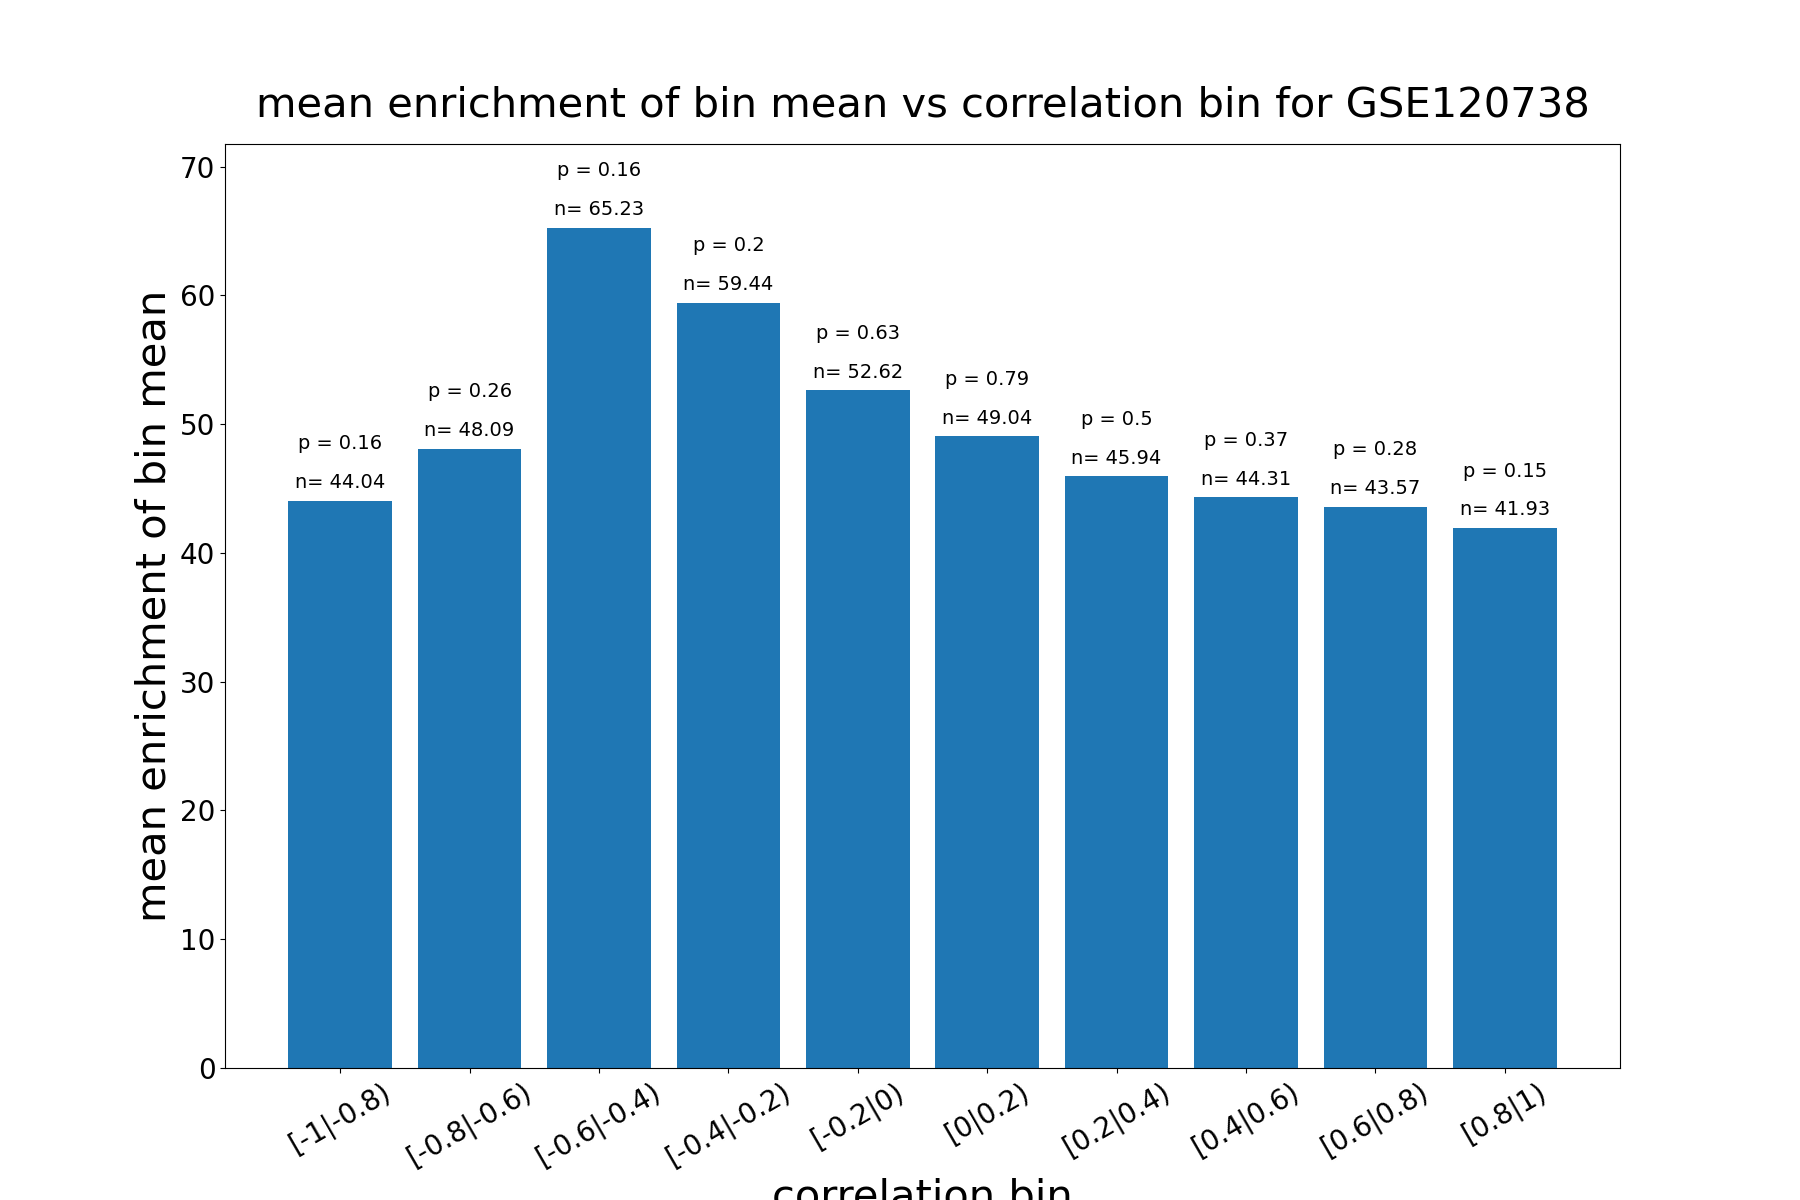 mean enrichment of bin mean vs correlation bin for GSE120738
mean enrichment of bin mean
70
60
50
40
30
20
10
0
p = 0.16
n= 44.04
p = 0.26
n= 48.09
p = 0.16
n= 65.23
p = 0.2
n= 59.44
p = 0.63
n= 52.62
p = 0.79
n= 49.04
p = 0.5
n= 45.94
p = 0.37
n= 44.31
p = 0.28
n= 43.57
p = 0.15
n= 41.93
[-1|-0.8)
[-0.8|-0.6)
[-0.6|-0.4)
[-0.4|-0.2)
[-0.2|0)
[0|0.2)
[0.2|0.4)
[0.4|0.6)
[0.6|0.8)
[0.8|1)
correlation bin